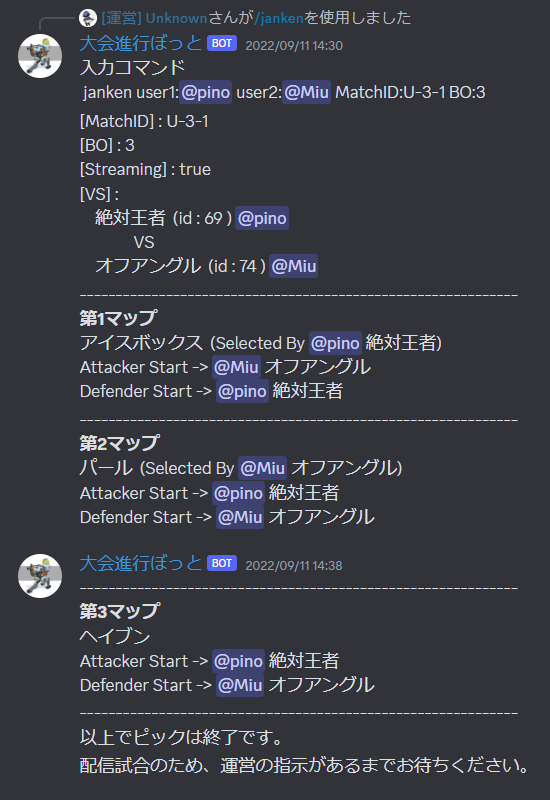 [運営] Unknownさんが/jankenを使用しました
大会進行ぼっと BOT 2022/09/11 14:30
入力コマンド
janken user1:@pino user2:@Miu MatchID:U-3-1 BO:3
[MatchID] : U-3-1
[BO] : 3
[Streaming] : true
[VS] :
絶対王者 (id : 69 ) @pino
VS
オフアングル (id : 74 ) @Miu
------------------------------------------------------------
第1マップ
アイスボックス (Selected By @pino 絶対王者)
Attacker Start -> @Miu オフアングル
Defender Start -> @pino 絶対王者
------------------------------------------------------------
第2マップ
パール (Selected By @Miu オフアングル)
Attacker Start -> @pino 絶対王者
Defender Start -> @Miu オフアングル
大会進行ぼっと BOT 2022/09/11 14:38
------------------------------------------------------------
第3マップ
ヘイブン
Attacker Start -> @pino 絶対王者
Defender Start -> @Miu オフアングル
------------------------------------------------------------
以上でピックは終了です。
配信試合のため、運営の指示があるまでお待ちください。